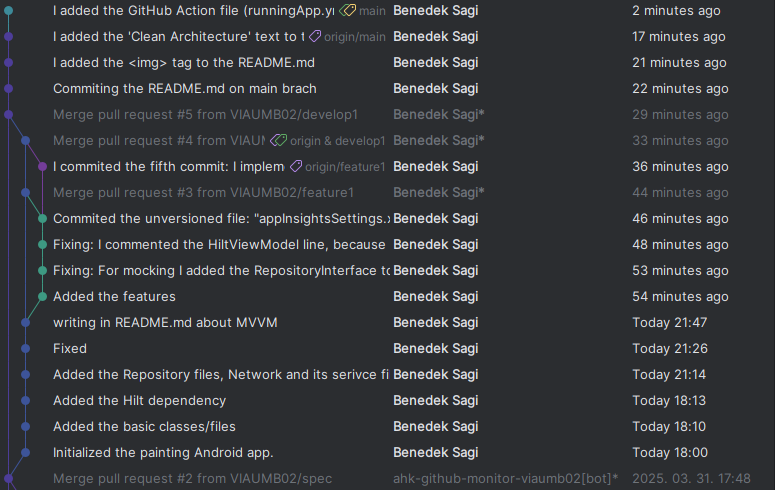 I added the GitHub Action file (runningApp.y main Benedek Sagi 2 minutes ago
I added the 'Clean Architecture' text to t origin/main Benedek Sagi 17 minutes ago
I added the <img> tag to the README.md Benedek Sagi 21 minutes ago
Commiting the README.md on main brach Benedek Sagi 22 minutes ago
Merge pull request #5 from VIAUMB02/develop1 Benedek Sagi* 29 minutes ago
Merge pull request #4 from VIAUM origin & develop1 Benedek Sagi* 33 minutes ago
I commited the fifth commit: I implem origin/feature1 Benedek Sagi 36 minutes ago
Merge pull request #3 from VIAUMB02/feature1 Benedek Sagi* 44 minutes ago
Commited the unversioned file: "appInsightsSettings.x Benedek Sagi 46 minutes ago
Fixing: I commented the HiltViewModel line, because Benedek Sagi 48 minutes ago
Fixing: For mocking I added the RepositoryInterface to Benedek Sagi 53 minutes ago
Added the features Benedek Sagi 54 minutes ago
writing in README.md about MVVM Benedek Sagi Today 21:47
Fixed Benedek Sagi Today 21:26
Added the Repository files, Network and its serivce fi Benedek Sagi Today 21:14
Added the Hilt dependency Benedek Sagi Today 18:13
Added the basic classes/files Benedek Sagi Today 18:10
Initialized the painting Android app. Benedek Sagi Today 18:00
Merge pull request #2 from VIAUMB02/spec ahk-github-monitor-viaumb02[bot]* 2025. 03. 31. 17:48